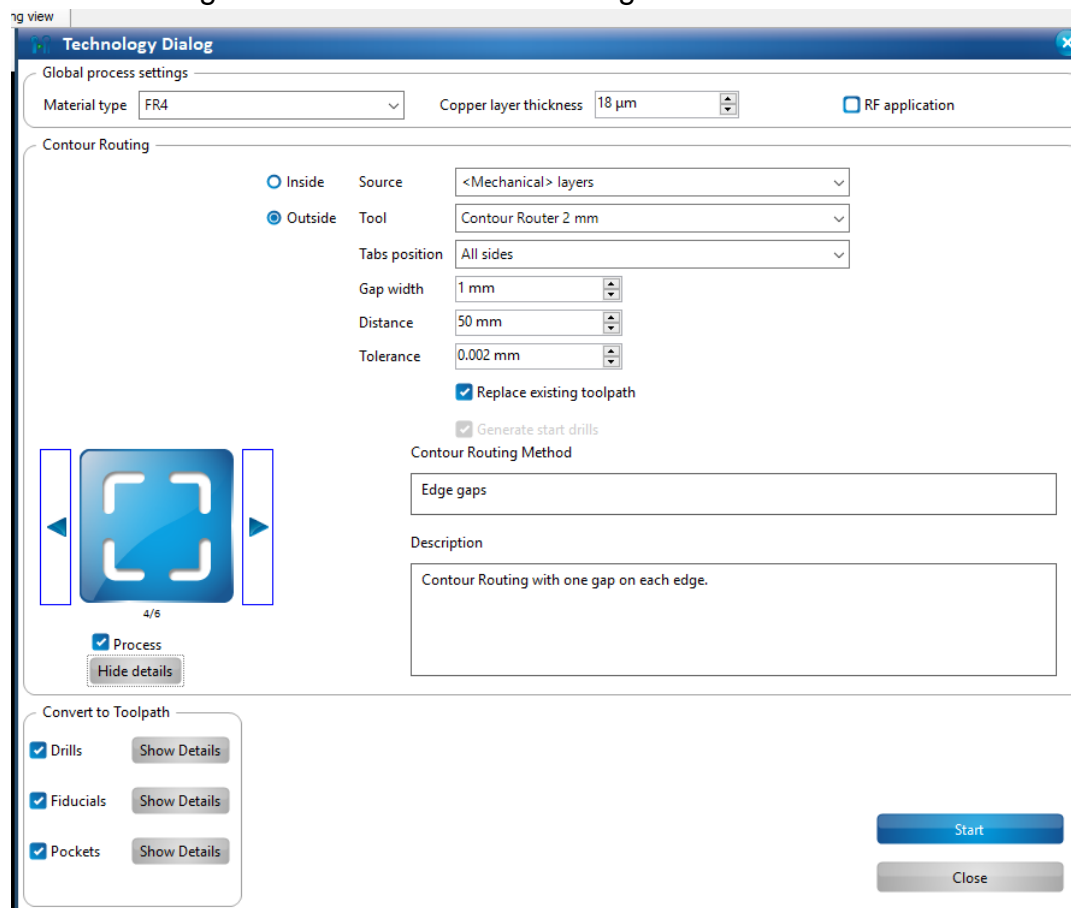 ng view
Technology Dialog
Global process settings
Material type FR4 Copper layer thickness 18 µm RF application
Contour Routing
Inside Source <Mechanical> layers
Outside Tool Contour Router 2 mm
Tabs position All sides
Gap width 1 mm
Distance 50 mm
Tolerance 0.002 mm
Replace existing toolpath
Generate start drills
Contour Routing Method
Edge gaps
Description
Contour Routing with one gap on each edge.
4/6
Process
Hide details
Convert to Toolpath
Drills Show Details
Fiducials Show Details
Pockets Show Details
Start
Close